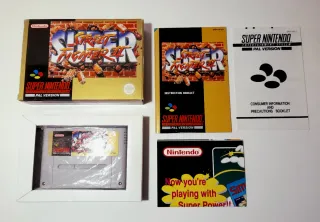 SUPER
STREET
FIGHTER II
SUPER NINTENDO
PAL VERSION
SUPER
STREET
FIGHTER II
INSTRUCTION BOOKLET
SUPER NINTENDO
PAL VERSION
SUPER NINTENDO
ENTERTAINMENT SYSTEM
PAL VERSION
CONSUMER INFORMATION
AND
PRECAUTIONS BOOKLET
Nintendo
Now you're
playing with
Super Power!!